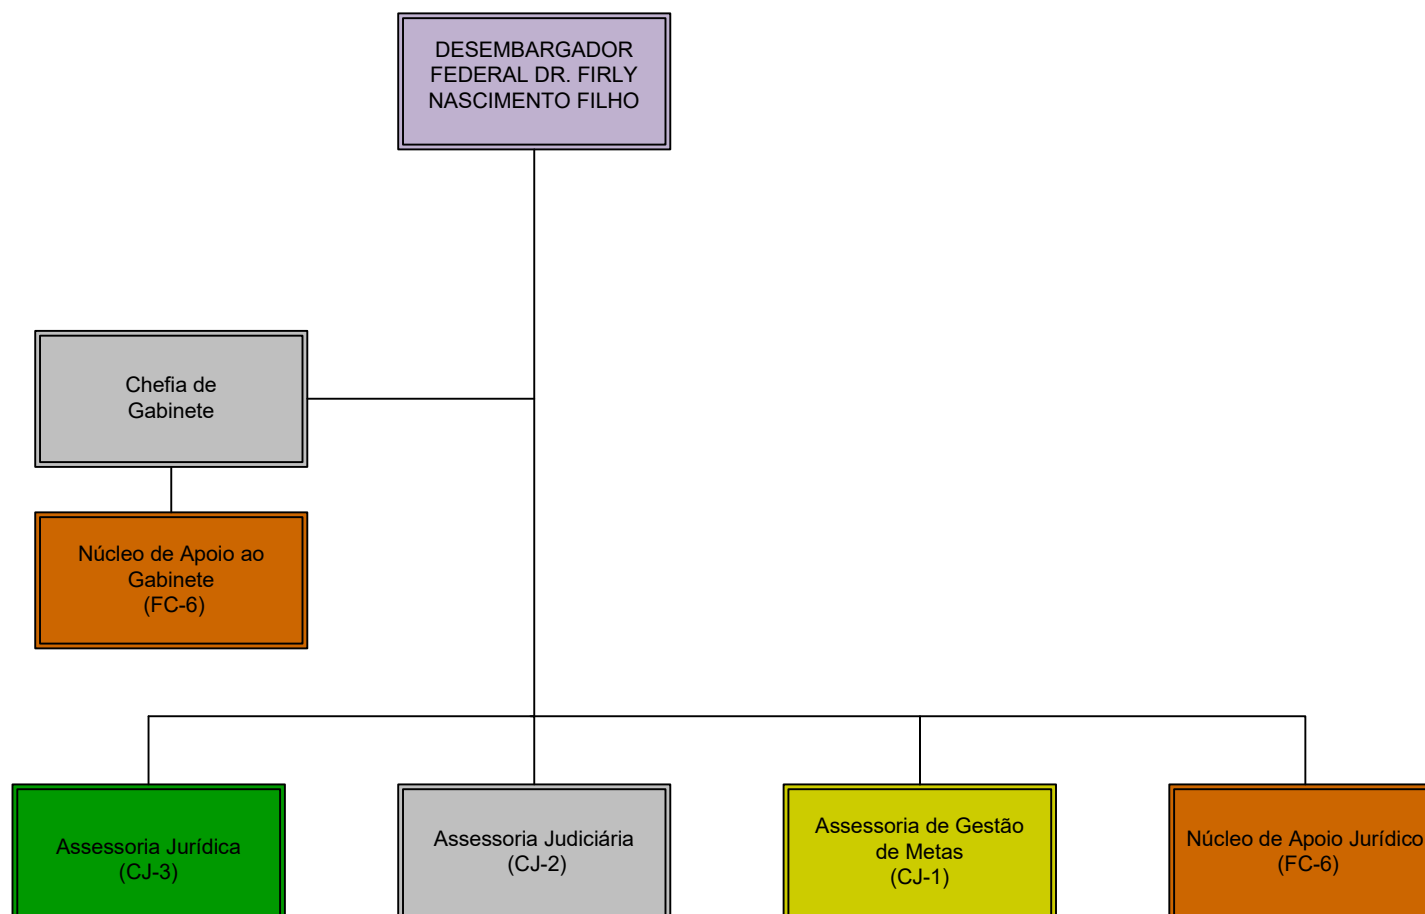 DESEMBARGADOR
FEDERAL DR. FIRLY
NASCIMENTO FILHO
Chefia de
Gabinete
Núcleo de Apoio ao
Gabinete
(FC-6)
Assessoria Jurídica
(CJ-3)
Assessoria Judiciária
(CJ-2)
Assessoria de Gestão
de Metas
(CJ-1)
Núcleo de Apoio Jurídico
(FC-6)